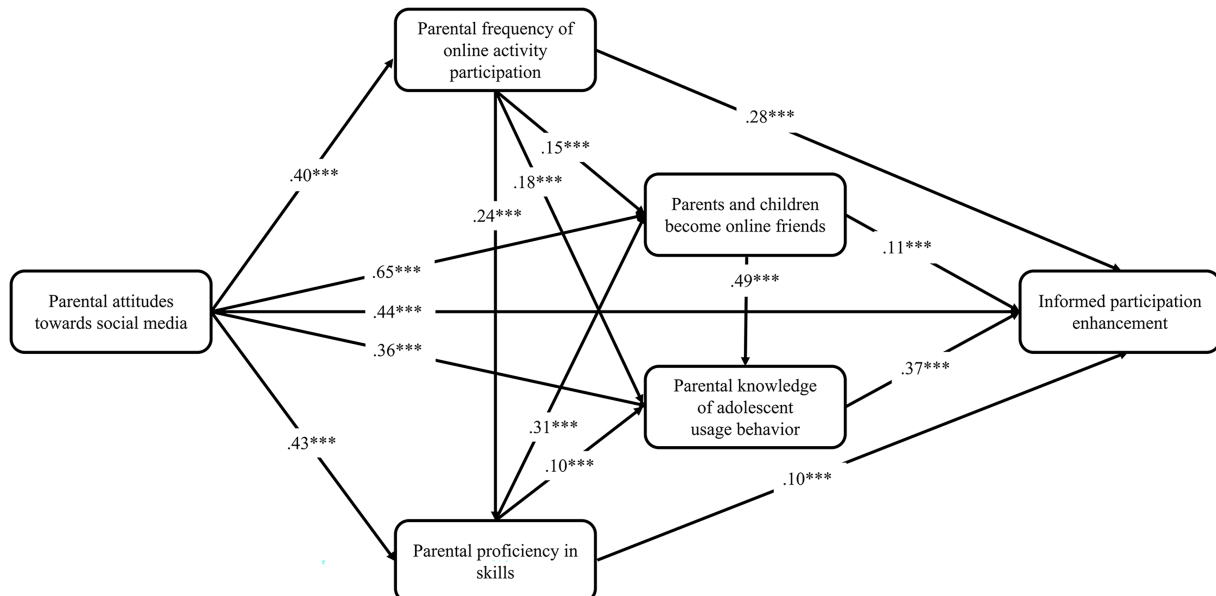 Parental frequency of
online activity
participation
.28***
.15***
.40***
.18***
Parents and children
become online friends
.24***
.11***
.65***
.49***
Parental attitudes
towards social media
.44***
Informed participation
enhancement
.36***
.37***
Parental knowledge
of adolescent
usage behavior
.31***
.43***
.10***
.10***
Parental proficiency in
skills